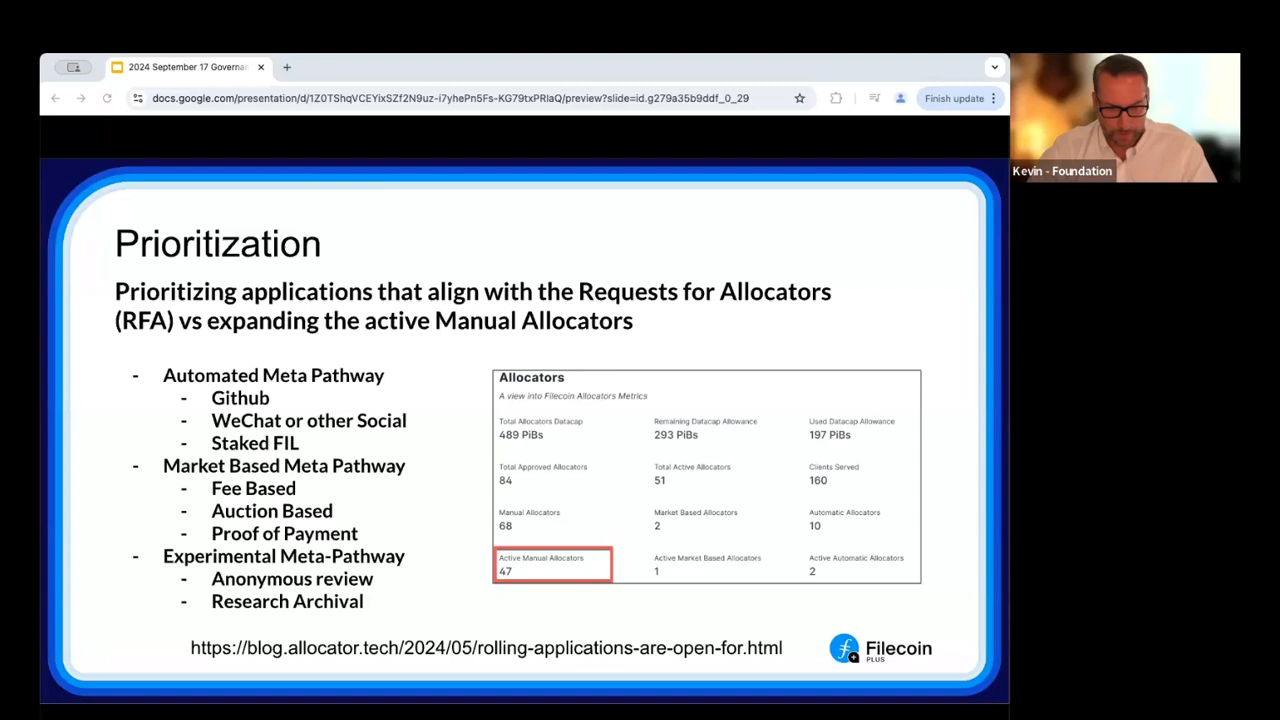 2024 September 17 Governa
docs.google.com/presentation/d/1Z0TShqVCEYixSZf2N9uz-i7yhePn5Fs-KG79txPRlaQ/preview?slide=id.g279a35b9ddf_0_29
Finish update
Kevin - Foundation
Prioritization
Prioritizing applications that align with the Requests for Allocators
(RFA) vs expanding the active Manual Allocators
- Automated Meta Pathway
- Github
- WeChat or other Social
- Staked FIL
- Market Based Meta Pathway
- Fee Based
- Auction Based
- Proof of Payment
- Experimental Meta-Pathway
- Anonymous review
- Research Archival
Allocators
A view into Filecoin Allocators Metrics
Total Allocators Datacap Remaining Datacap Allowance Used Datacap Allowance
489 PiBs 293 PiBs 197 PiBs
Total Approved Allocators Total Active Allocators Clients Served
84 51 160
Manual Allocators Market Based Allocators Automatic Allocators
68 2 10
Active Manual Allocators Active Market Based Allocators Active Automatic Allocators
47 1 2
https://blog.allocator.tech/2024/05/rolling-applications-are-open-for.html
Filecoin
PLUS